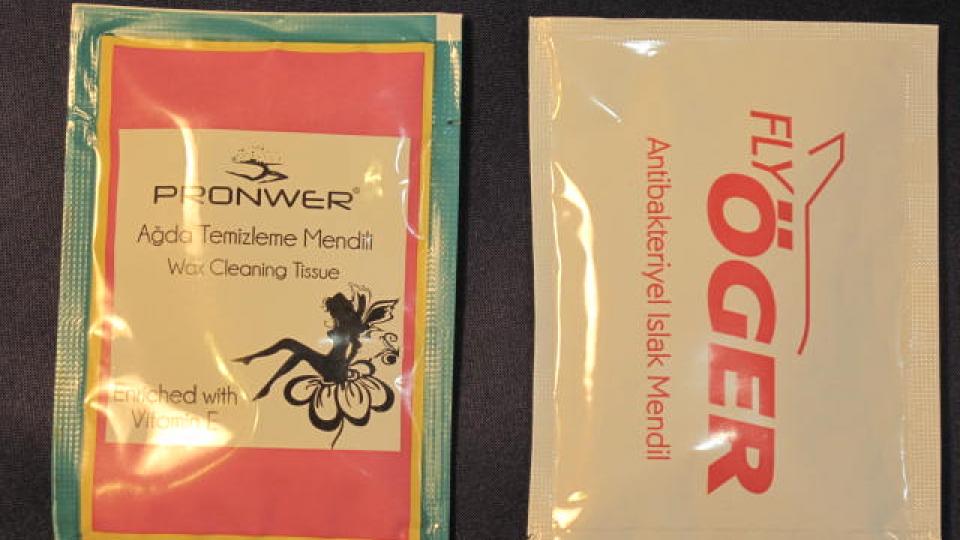 PRONWER®
Ağda Temizleme Mendili
Wax Cleaning Tissue
Enriched with
Vitamin E
FLY
ÖGER
Antibakteriyel Islak Mendil